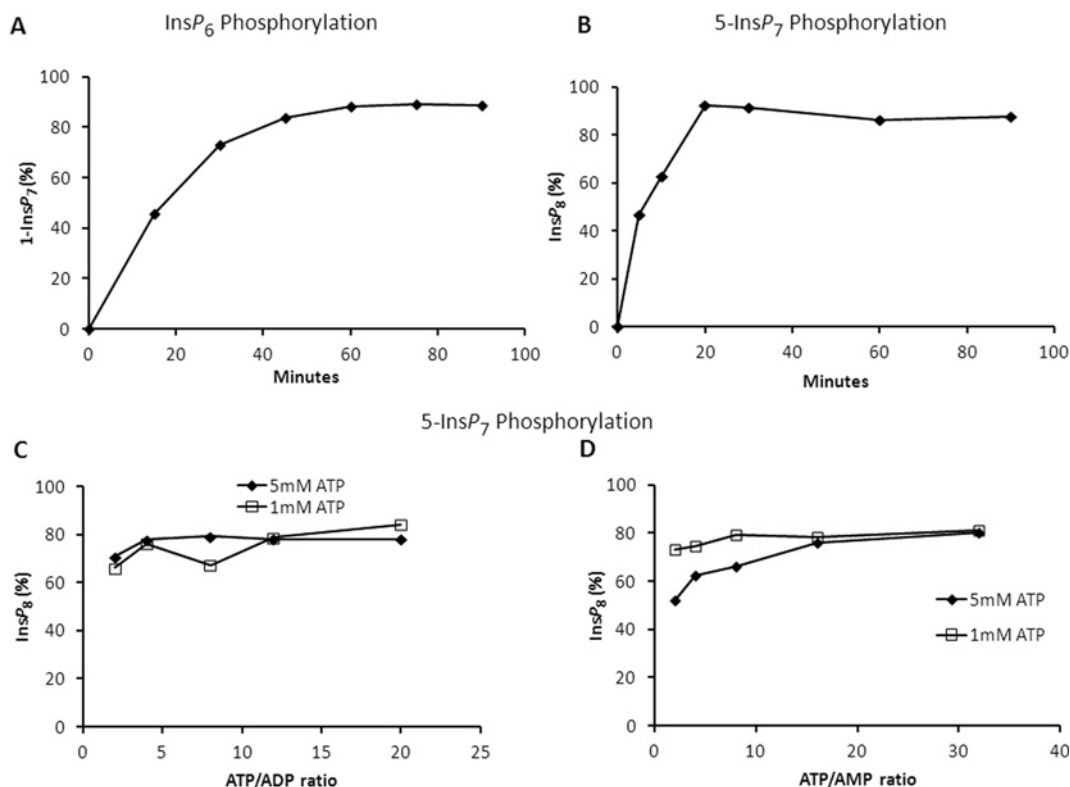 A
InsP6 Phosphorylation
1-InsP7 (%)
100
80
60
40
20
0
0 20 40 60 80 100
Minutes
B
5-InsP7 Phosphorylation
InsP8 (%)
100
80
60
40
20
0
0 20 40 60 80 100
Minutes
5-InsP7 Phosphorylation
C
5mM ATP
1mM ATP
InsP8 (%)
100
80
60
40
20
0
0 5 10 15 20 25
ATP/ADP ratio
D
InsP8 (%)
100
80
60
40
20
0
5mM ATP
1mM ATP
0 10 20 30 40
ATP/AMP ratio